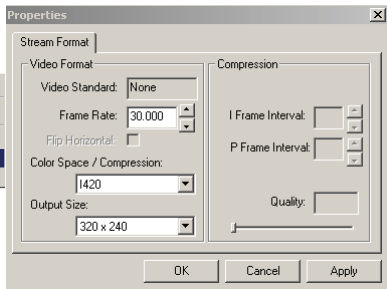 Properties
Stream Format
Video Format
Video Standard: None
Frame Rate: 30.000
Flip Horizontal:
Color Space / Compression:
I420
Output Size:
320 x 240
Compression
I Frame Interval:
P Frame Interval:
Quality:
OK Cancel Apply